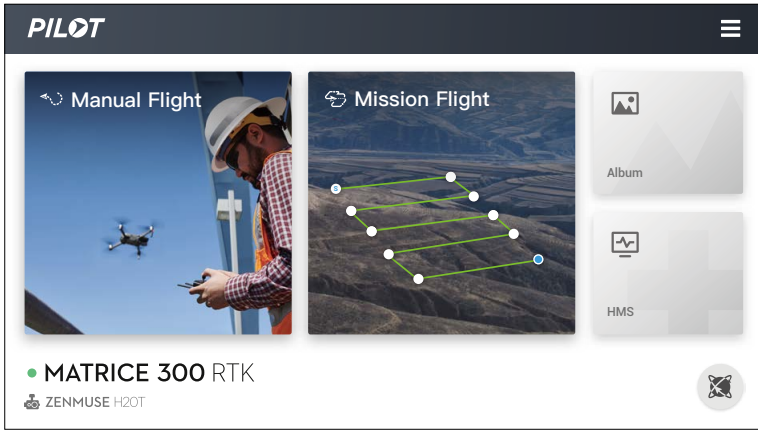 PILOT
Manual Flight
Mission Flight
S
Album
HMS
MATRICE 300 RTK
ZENMUSE H20T